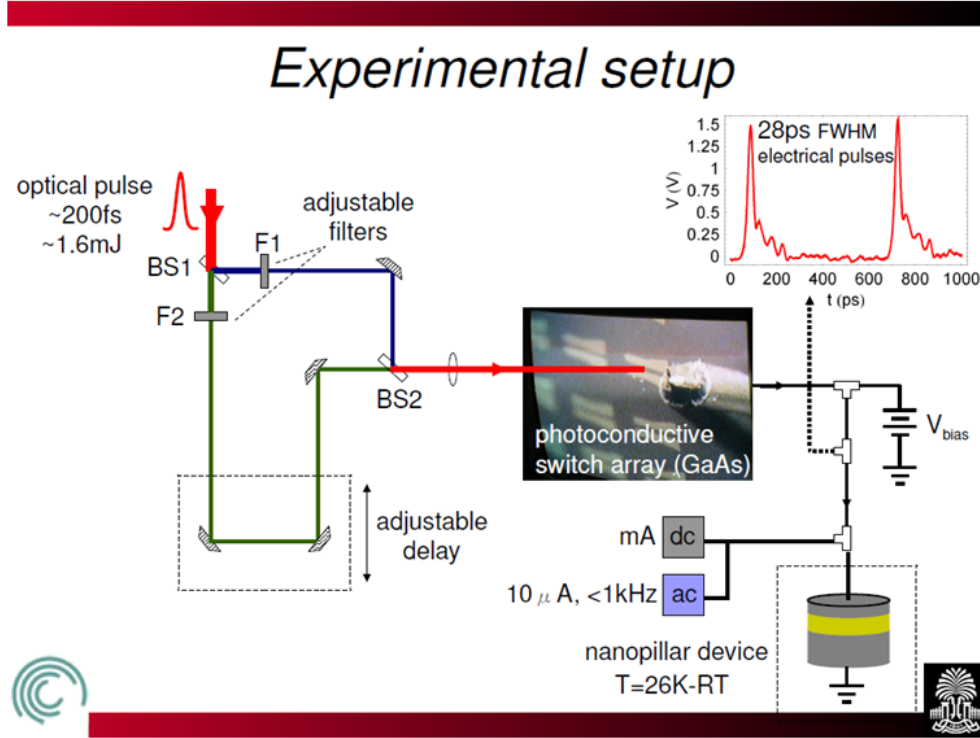 Experimental setup
optical pulse
~200fs
~1.6mJ
adjustable
filters
F1
BS1
F2
BS2
adjustable
delay
photoconductive
switch array (GaAs)
28ps FWHM
electrical pulses
V (V)
1.5
1.25
1
0.75
0.5
0.25
0
0 200 400 600 800 1000
t (ps)
Vbias
mA dc
10 μ A, <1kHz ac
nanopillar device
T=26K-RT